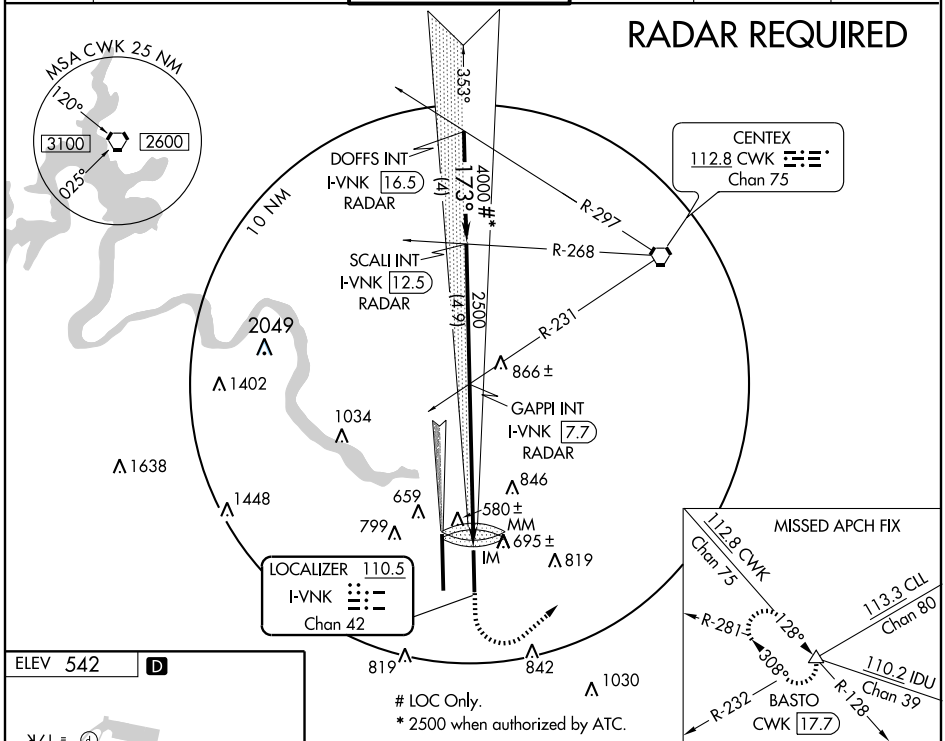 RADAR REQUIRED
MSA CWK 25 NM
120°
3100
2600
025°
353°
DOFFS INT
I-VNK 16.5
RADAR
(4)
173°
4000 #*
10 NM
CENTEX
112.8 CWK
Chan 75
R-297
R-268
R-231
SCALI INT
I-VNK 12.5
RADAR
2500
(4.9)
2049
1402
866 ±
GAPPI INT
I-VNK 7.7
RADAR
1034
1638
846
1448
659
580 ±
799
MM
695 ±
IM
819
LOCALIZER 110.5
I-VNK
Chan 42
819
842
1030
# LOC Only.
* 2500 when authorized by ATC.
MISSED APCH FIX
112.8 CWK
Chan 75
113.3 CLL
Chan 80
R-281
128°
308°
110.2 IDU
Chan 39
R-232
BASTO
CWK 17.7
R-128
ELEV 542
D
P